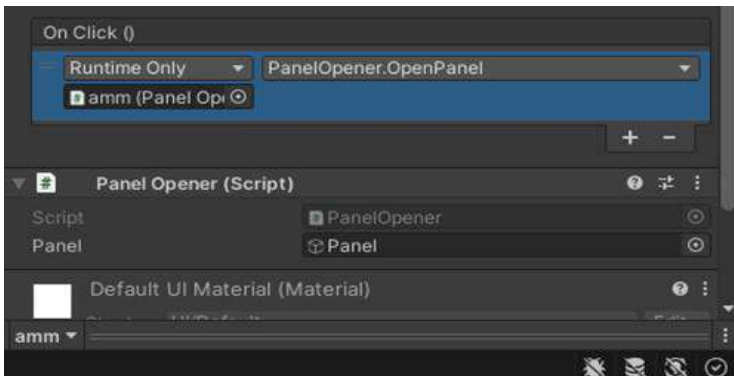 On Click ()
Runtime Only PanelOpener.OpenPanel
amm (Panel Op
+ -
Panel Opener (Script)
Script PanelOpener
Panel Panel
Default UI Material (Material)
amm